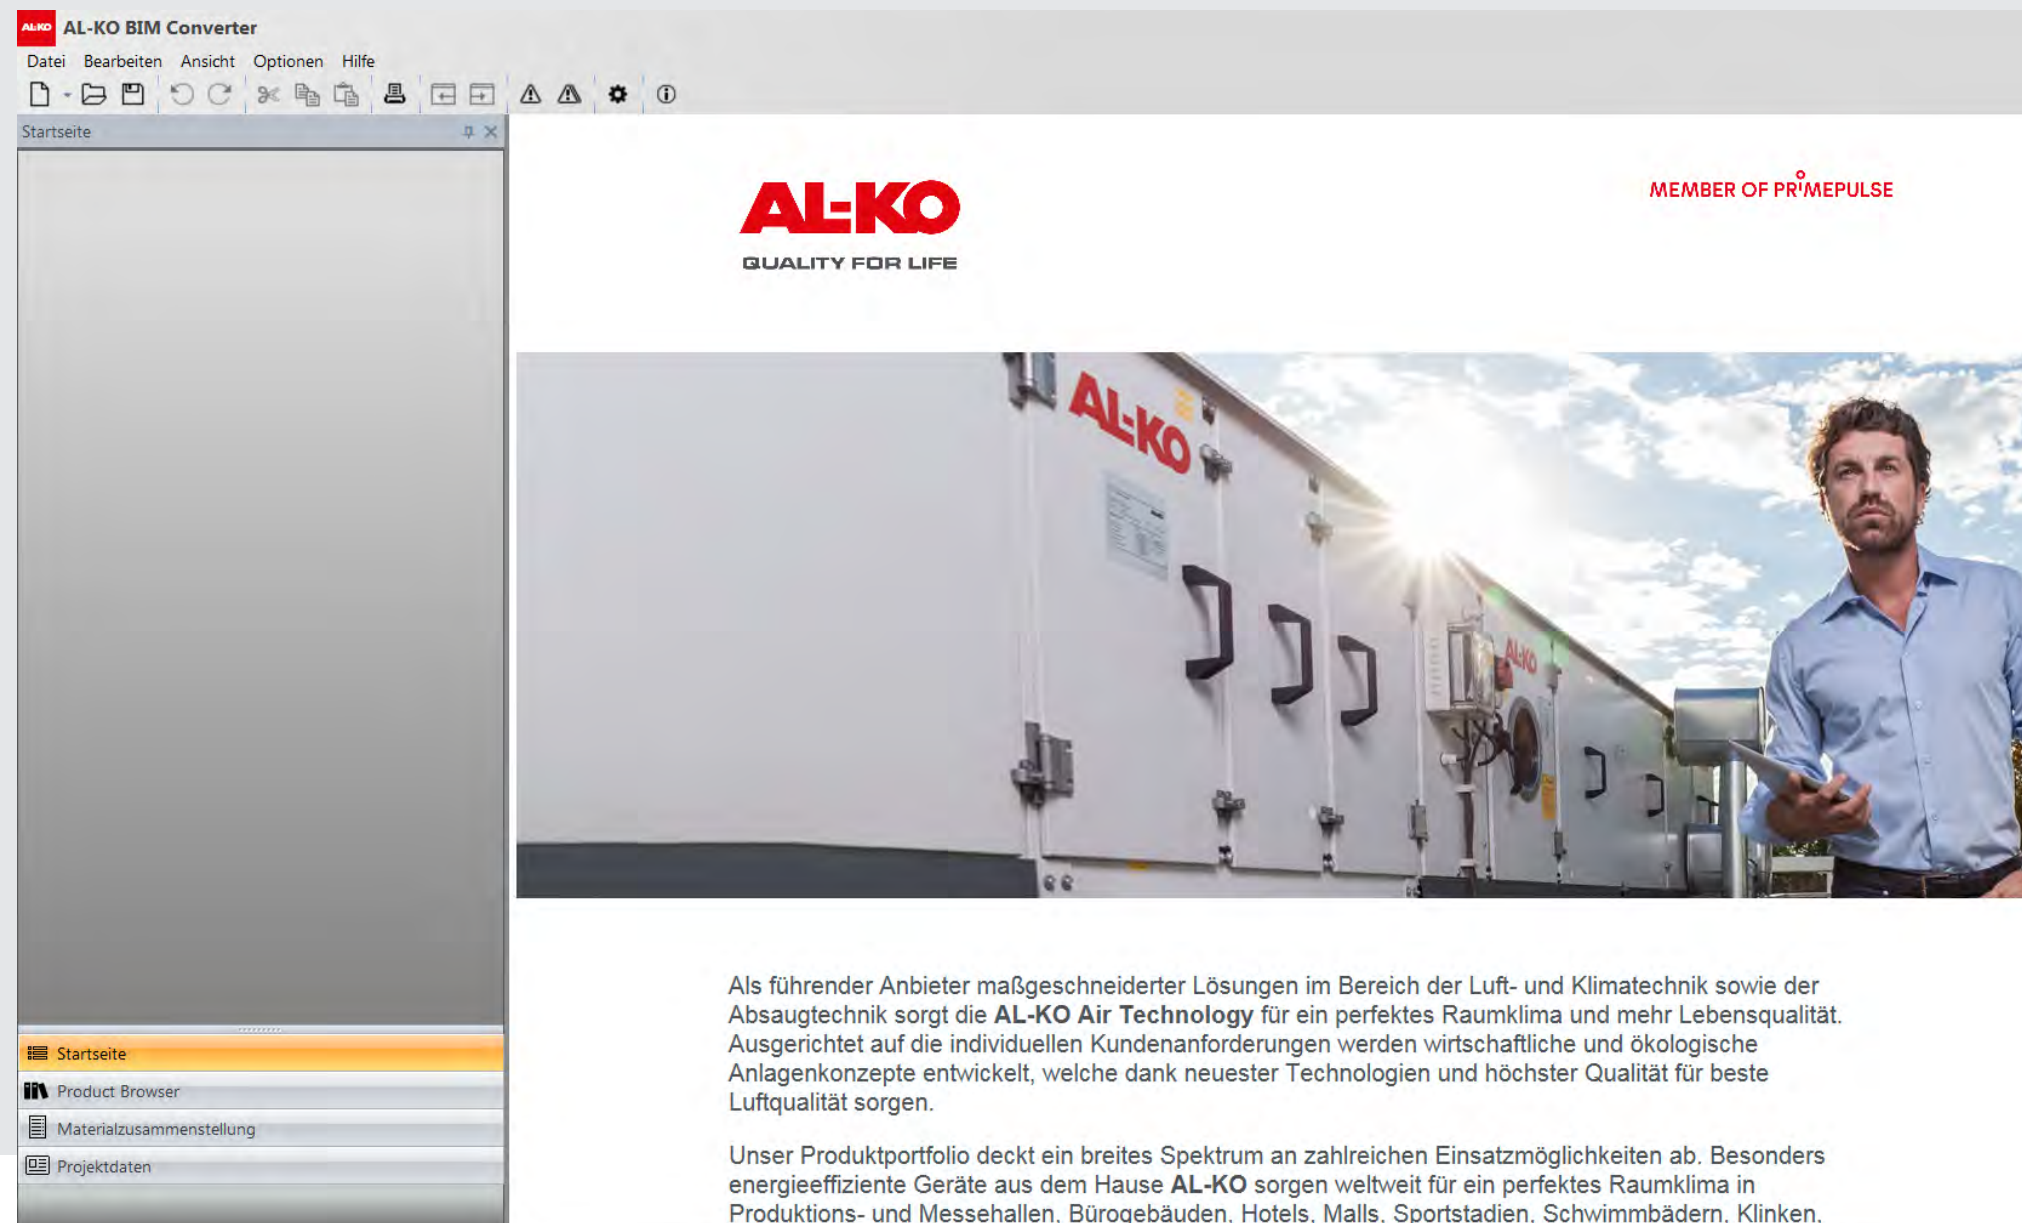 AL-KO AL-KO BIM Converter
Datei Bearbeiten Ansicht Optionen Hilfe
Startseite
AL-KO
QUALITY FOR LIFE
MEMBER OF PRIMEPULSE
AL-KO
AL-KO
Als führender Anbieter maßgeschneiderter Lösungen im Bereich der Luft- und Klimatechnik sowie der
Absaugtechnik sorgt die AL-KO Air Technology für ein perfektes Raumklima und mehr Lebensqualität.
Ausgerichtet auf die individuellen Kundenanforderungen werden wirtschaftliche und ökologische
Anlagenkonzepte entwickelt, welche dank neuester Technologien und höchster Qualität für beste
Luftqualität sorgen.
Unser Produktportfolio deckt ein breites Spektrum an zahlreichen Einsatzmöglichkeiten ab. Besonders
energieeffiziente Geräte aus dem Hause AL-KO sorgen weltweit für ein perfektes Raumklima in
Produktions- und Messehallen, Bürogebäuden, Hotels, Malls, Sportstadien, Schwimmbädern, Klinken,
Startseite
Product Browser
Materialzusammenstellung
Projektdaten